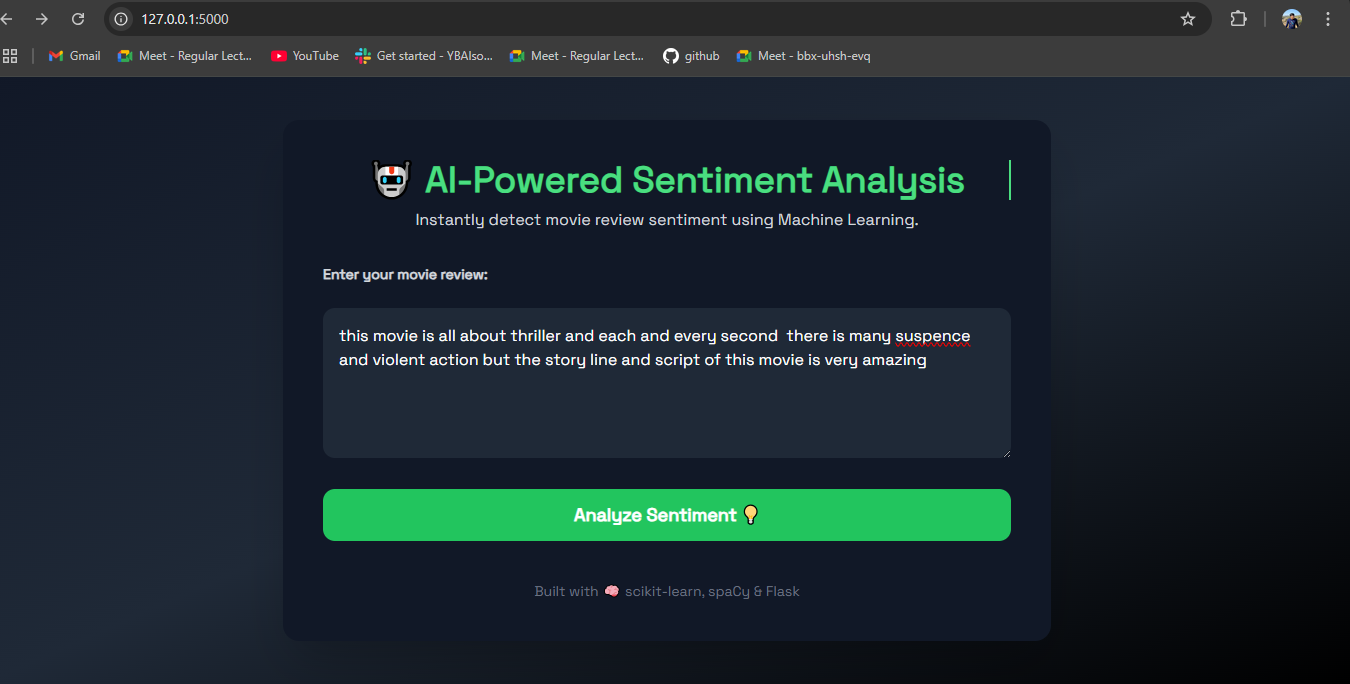 127.0.0.1:5000
Gmail Meet - Regular Lect... YouTube Get started - YBAIso... Meet - Regular Lect... github Meet - bbx-uhsh-evq
🤖 AI-Powered Sentiment Analysis
Instantly detect movie review sentiment using Machine Learning.
Enter your movie review:
this movie is all about thriller and each and every second  there is many suspence
and violent action but the story line and script of this movie is very amazing
Analyze Sentiment 💡
Built with 🧠 scikit-learn, spaCy & Flask